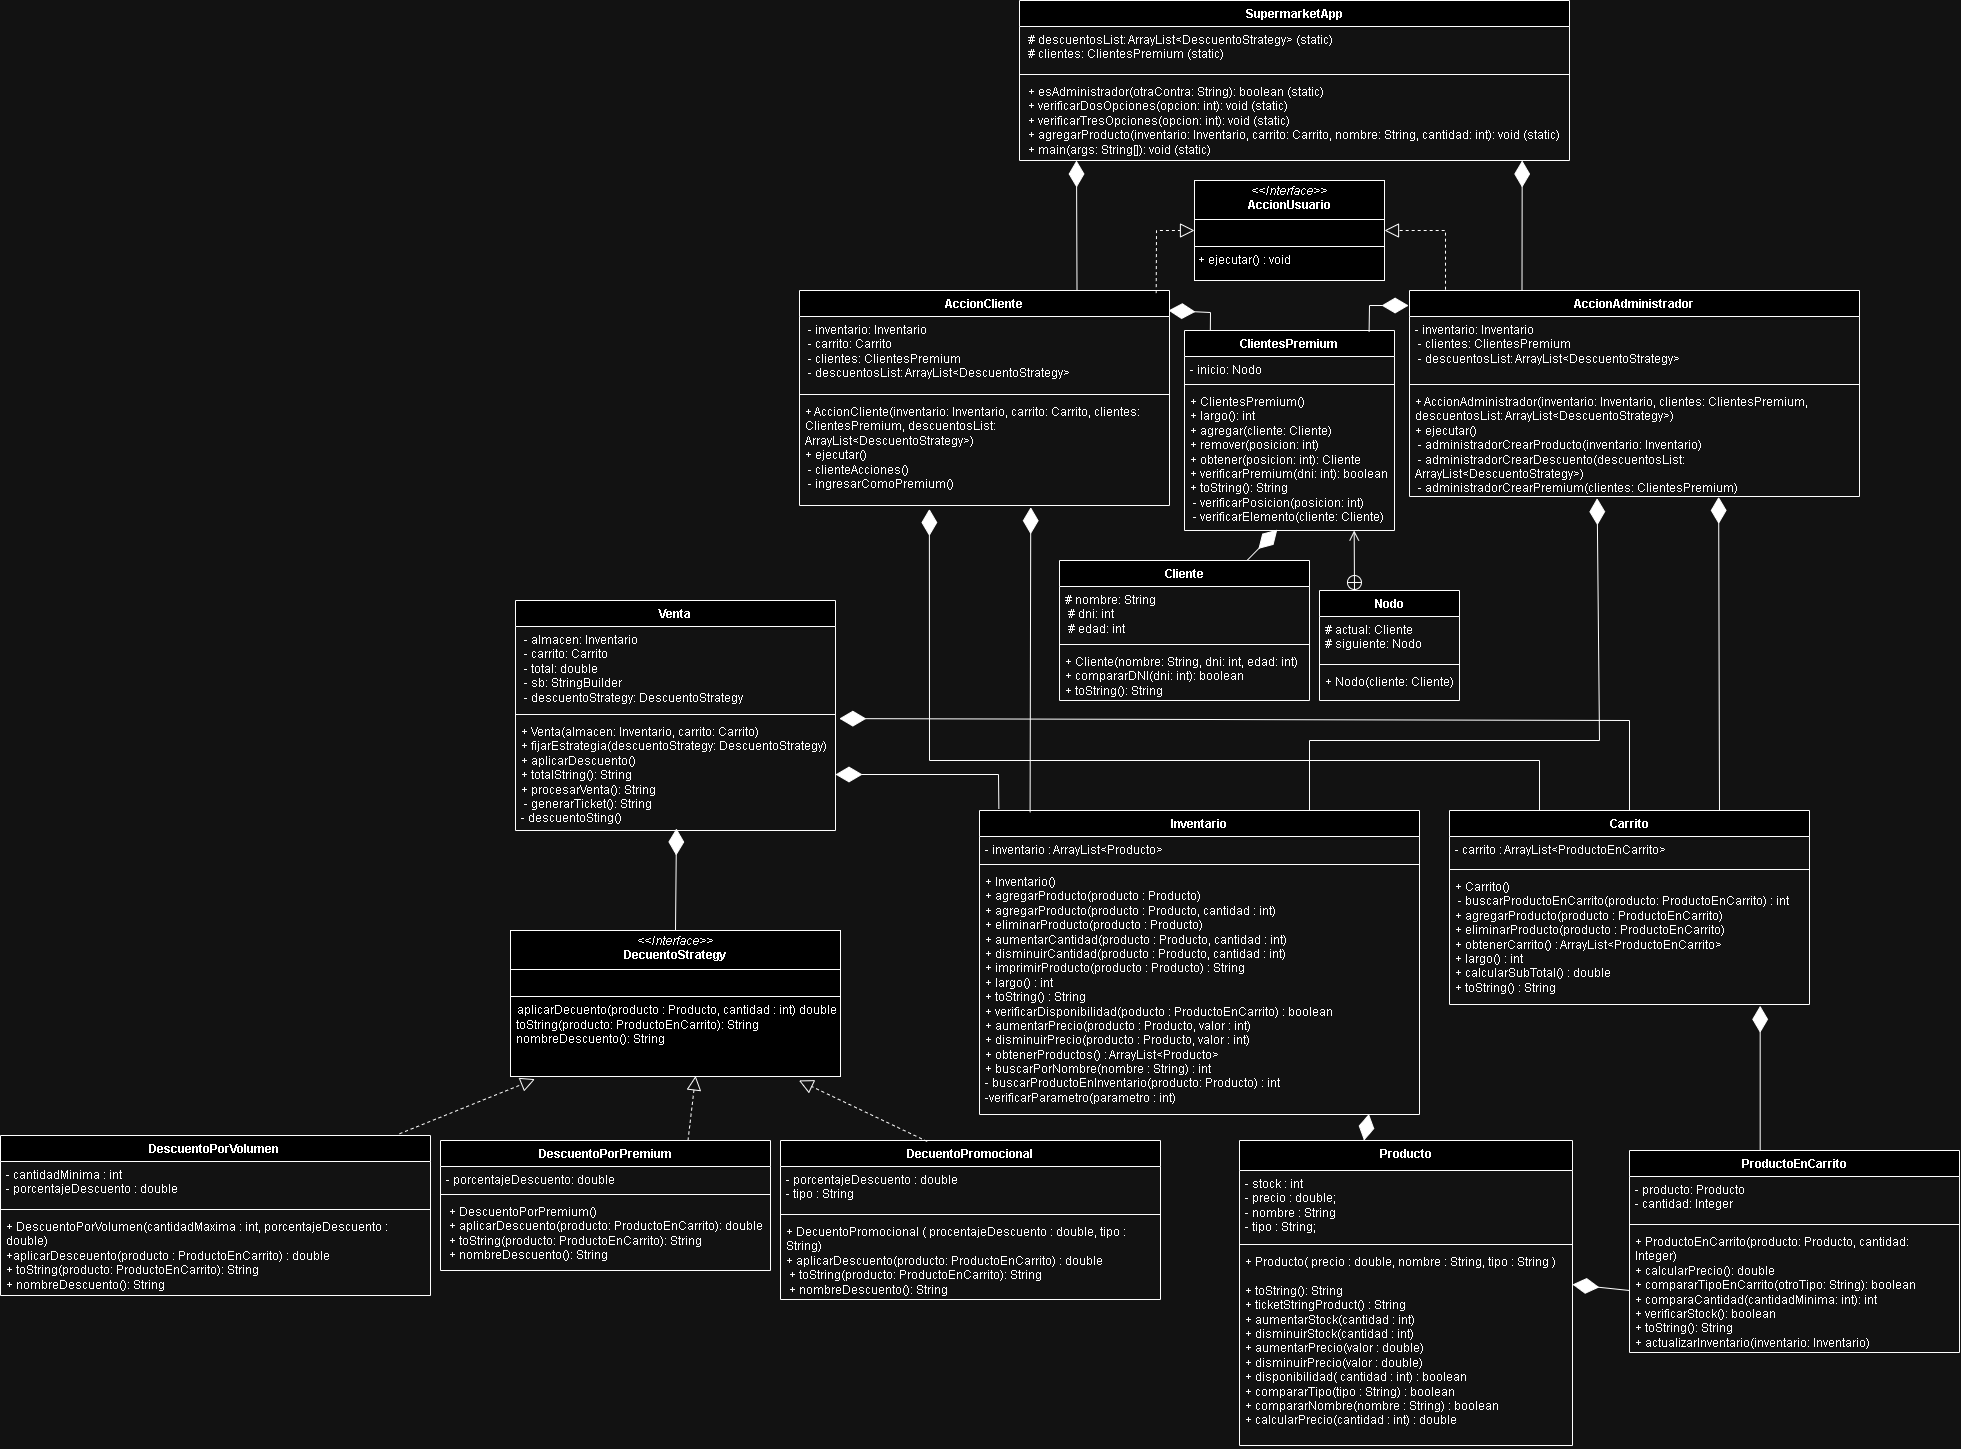 SupermarketApp
# descuentosList: ArrayList<DescuentoStrategy> (static)
# clientes: ClientesPremium (static)
+ esAdministrador(otraContra: String): boolean (static)
+ verificarDosOpciones(opcion: int): void (static)
+ verificarTresOpciones(opcion: int): void (static)
+ agregarProducto(inventario: Inventario, carrito: Carrito, nombre: String, cantidad: int): void (static)
+ main(args: String[]): void (static)
<<Interface>>
AccionUsuario
+ ejecutar() : void
AccionCliente
- inventario: Inventario
- carrito: Carrito
- clientes: ClientesPremium
- descuentosList: ArrayList<DescuentoStrategy>
+ AccionCliente(inventario: Inventario, carrito: Carrito, clientes:
ClientesPremium, descuentosList:
ArrayList<DescuentoStrategy>)
+ ejecutar()
- clienteAcciones()
- ingresarComoPremium()
ClientesPremium
- inicio: Nodo
+ ClientesPremium()
+ largo(): int
+ agregar(cliente: Cliente)
+ remover(posicion: int)
+ obtener(posicion: int): Cliente
+ verificarPremium(dni: int): boolean
+ toString(): String
- verificarPosicion(posicion: int)
- verificarElemento(cliente: Cliente)
AccionAdministrador
- inventario: Inventario
- clientes: ClientesPremium
- descuentosList: ArrayList<DescuentoStrategy>
+ AccionAdministrador(inventario: Inventario, clientes: ClientesPremium,
descuentosList: ArrayList<DescuentoStrategy>)
+ ejecutar()
- administradorCrearProducto(inventario: Inventario)
- administradorCrearDescuento(descuentosList:
ArrayList<DescuentoStrategy>)
- administradorCrearPremium(clientes: ClientesPremium)
Cliente
# nombre: String
# dni: int
# edad: int
+ Cliente(nombre: String, dni: int, edad: int)
+ compararDNI(dni: int): boolean
+ toString(): String
Nodo
# actual: Cliente
# siguiente: Nodo
+ Nodo(cliente: Cliente)
Venta
- almacen: Inventario
- carrito: Carrito
- total: double
- sb: StringBuilder
- descuentoStrategy: DescuentoStrategy
+ Venta(almacen: Inventario, carrito: Carrito)
+ fijarEstrategia(descuentoStrategy: DescuentoStrategy)
+ aplicarDescuento()
+ totalString(): String
+ procesarVenta(): String
- generarTicket(): String
- descuentoSting()
Inventario
- inventario : ArrayList<Producto>
+ Inventario()
+ agregarProducto(producto : Producto)
+ agregarProducto(producto : Producto, cantidad : int)
+ eliminarProducto(producto : Producto)
+ aumentarCantidad(producto : Producto, cantidad : int)
+ disminuirCantidad(producto : Producto, cantidad : int)
+ imprimirProducto(producto : Producto) : String
+ largo() : int
+ toString() : String
+ verificarDisponibilidad(poducto : ProductoEnCarrito) : boolean
+ aumentarPrecio(producto : Producto, valor : int)
+ disminuirPrecio(producto : Producto, valor : int)
+ obtenerProductos() : ArrayList<Producto>
+ buscarPorNombre(nombre : String) : int
- buscarProductoEnInventario(producto: Producto) : int
-verificarParametro(parametro : int)
Carrito
- carrito : ArrayList<ProductoEnCarrito>
+ Carrito()
- buscarProductoEnCarrito(producto: ProductoEnCarrito) : int
+ agregarProducto(producto : ProductoEnCarrito)
+ eliminarProducto(producto : ProductoEnCarrito)
+ obtenerCarrito() : ArrayList<ProductoEnCarrito>
+ largo() : int
+ calcularSubTotal() : double
+ toString() : String
<<Interface>>
DecuentoStrategy
aplicarDecuento(producto : Producto, cantidad : int) double
toString(producto: ProductoEnCarrito): String
nombreDescuento(): String
DescuentoPorVolumen
- cantidadMinima : int
- porcentajeDescuento : double
+ DescuentoPorVolumen(cantidadMaxima : int, porcentajeDescuento :
double)
+aplicarDesceuento(producto : ProductoEnCarrito) : double
+ toString(producto: ProductoEnCarrito): String
+ nombreDescuento(): String
DescuentoPorPremium
- porcentajeDescuento: double
+ DescuentoPorPremium()
+ aplicarDescuento(producto: ProductoEnCarrito): double
+ toString(producto: ProductoEnCarrito): String
+ nombreDescuento(): String
DecuentoPromocional
- porcentajeDescuento : double
- tipo : String
+ DecuentoPromocional ( procentajeDescuento : double, tipo :
String)
+ aplicarDescuento(producto: ProductoEnCarrito) : double
+ toString(producto: ProductoEnCarrito): String
+ nombreDescuento(): String
Producto
- stock : int
- precio : double;
- nombre : String
- tipo : String;
+ Producto( precio : double, nombre : String, tipo : String )
+ toString(): String
+ ticketStringProduct() : String
+ aumentarStock(cantidad : int)
+ disminuirStock(cantidad : int)
+ aumentarPrecio(valor : double)
+ disminuirPrecio(valor : double)
+ disponibilidad( cantidad : int) : boolean
+ compararTipo(tipo : String) : boolean
+ compararNombre(nombre : String) : boolean
+ calcularPrecio(cantidad : int) : double
ProductoEnCarrito
- producto: Producto
- cantidad: Integer
+ ProductoEnCarrito(producto: Producto, cantidad:
Integer)
+ calcularPrecio(): double
+ compararTipoEnCarrito(otroTipo: String): boolean
+ comparaCantidad(cantidadMinima: int): int
+ verificarStock(): boolean
+ toString(): String
+ actualizarInventario(inventario: Inventario)